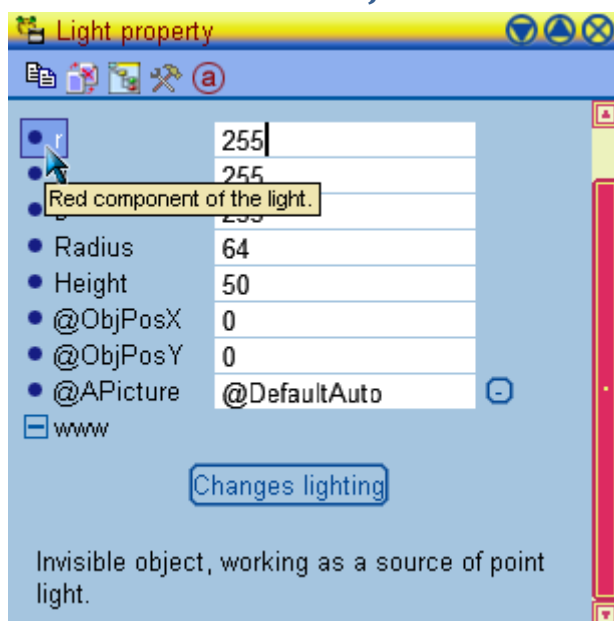 Light property
a
r 255
255
Red component of the light.
Radius 64
Height 50
@ObjPosX 0
@ObjPosY 0
@APicture @DefaultAuto
www
Changes lighting
Invisible object, working as a source of point
light.